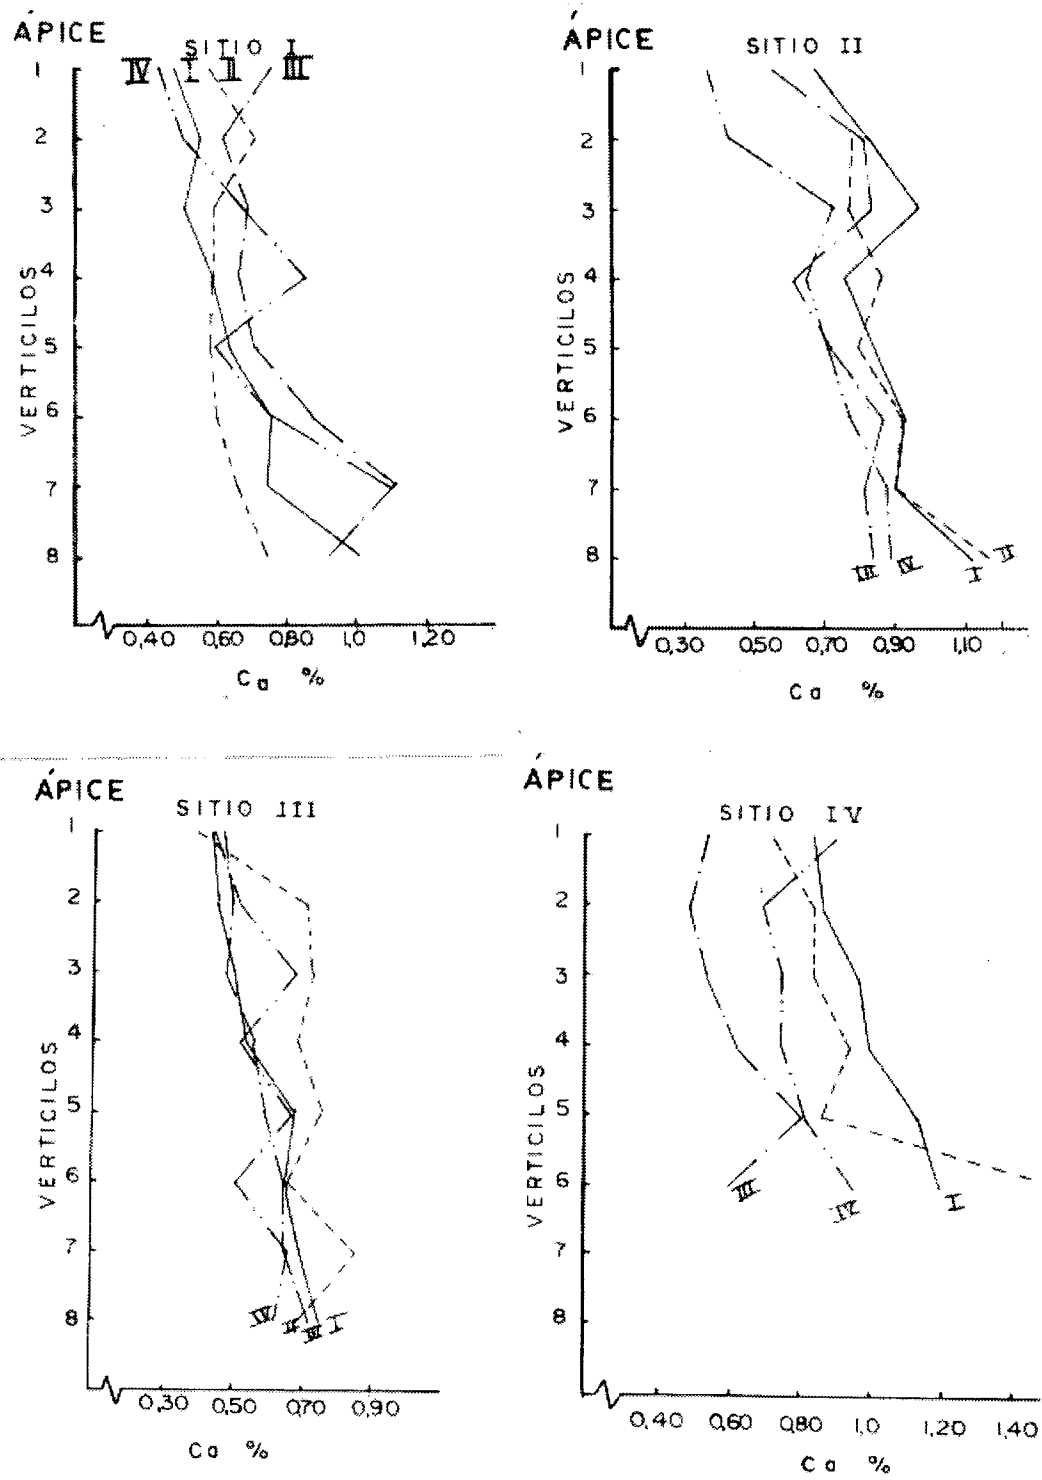 ÁPICE
SITIO I
IV I II III
1
2
3
4
5
6
7
8
VERTICILOS
0,40 0,60 0,80 1,0 1,20
Ca %
ÁPICE
SITIO II
1
2
3
4
5
6
7
8
VERTICILOS
III IV I II
0,30 0,50 0,70 0,90 1,10
Ca %
ÁPICE
SITIO III
1
2
3
4
5
6
7
8
VERTICILOS
IV II III I
0,30 0,50 0,70 0,90
Ca %
ÁPICE
SITIO IV
1
2
3
4
5
6
7
8
VERTICILOS
III IV I
0,40 0,60 0,80 1,0 1,20 1,40
Ca %